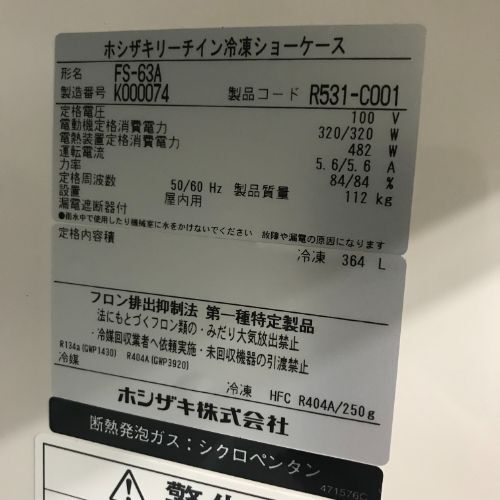 ホシザキリーチイン冷凍ショーケース
形名 FS-63A
製造番号 K000074 製品コード R531-C001
定格電圧 100 V
電動機定格消費電力 320/320 W
電熱装置定格消費電力 482 W
運転電流 5.6/5.6 A
力率 84/84 %
定格周波数 50/60 Hz 製品質量 112 kg
設置 屋内用
漏電遮断器付
●雨水中で使用したり機械室に水をかけないでください 故障や漏電の原因になります
定格内容積 冷凍 364 L
フロン排出抑制法 第一種特定製品
法にもとづくフロン類の・みだり大気放出禁止
・冷媒回収業者へ依頼実施・未回収機器の引渡禁止
R134a(GWP1430) R404A(GWP3920)
冷媒 冷凍 HFC R404A/250g
ホシザキ株式会社
断熱発泡ガス：シクロペンタン
471576C
警告